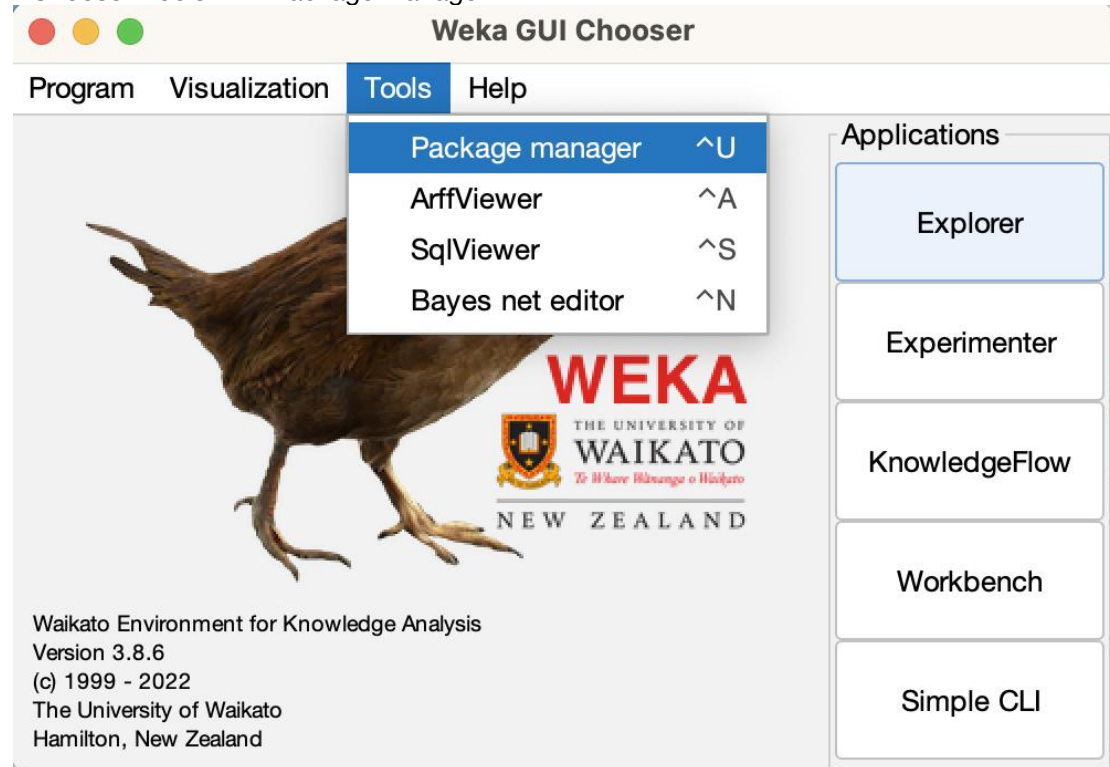 Weka GUI Chooser
Program Visualization Tools Help
Package manager ^U
ArffViewer ^A
SqlViewer ^S
Bayes net editor ^N
Applications
Explorer
Experimenter
KnowledgeFlow
Workbench
Simple CLI
WEKA
THE UNIVERSITY OF
WAIKATO
Te Whare Wānanga o Waikato
NEW ZEALAND
Waikato Environment for Knowledge Analysis
Version 3.8.6
(c) 1999 - 2022
The University of Waikato
Hamilton, New Zealand